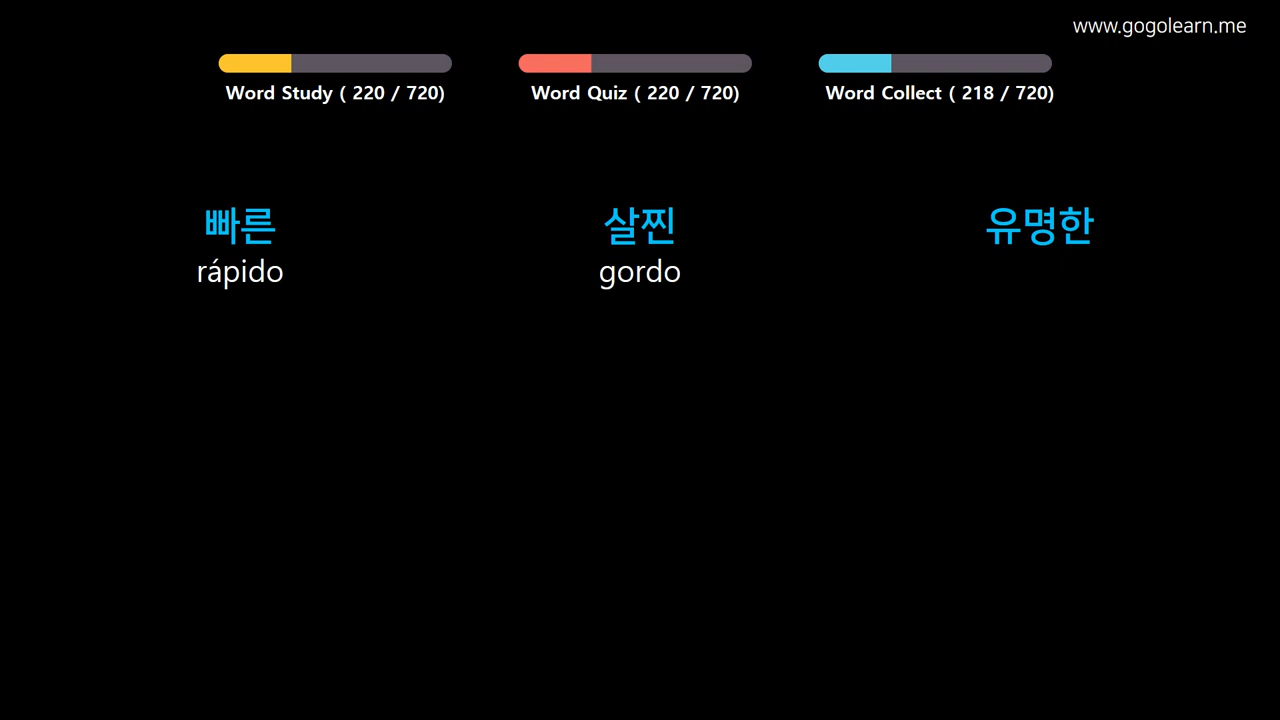 www.gogolearn.me
Word Study ( 220 / 720)
Word Quiz ( 220 / 720)
Word Collect ( 218 / 720)
빠른
살찐
유명한
rápido
gordo